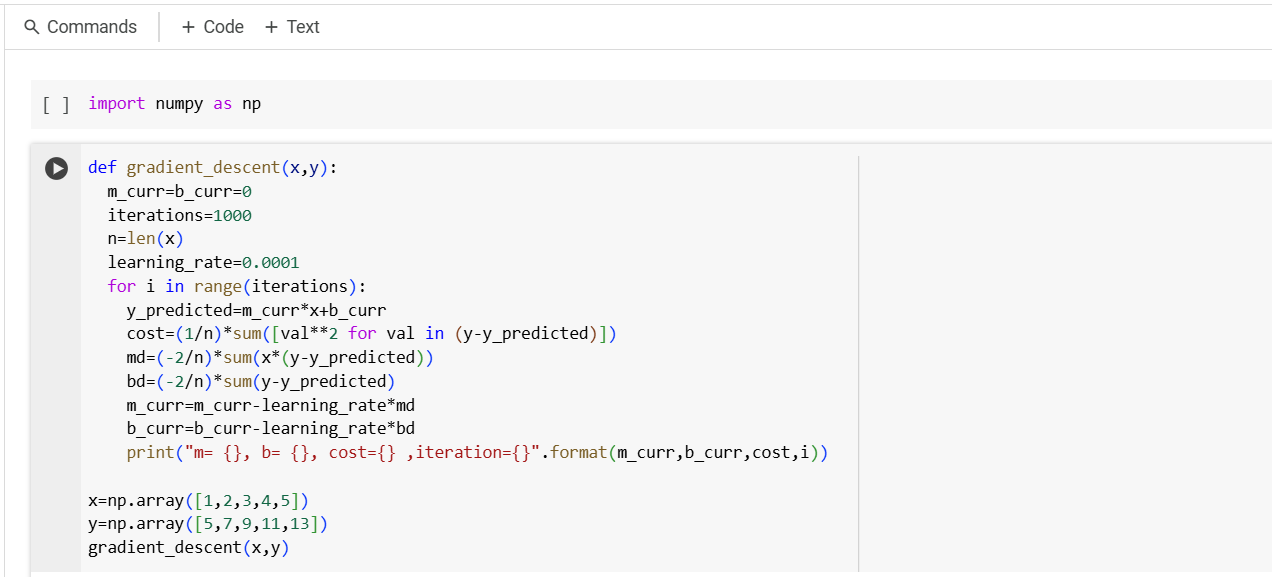 Commands + Code + Text
[ ] import numpy as np
def gradient_descent(x,y):
  m_curr=b_curr=0
  iterations=1000
  n=len(x)
  learning_rate=0.0001
  for i in range(iterations):
    y_predicted=m_curr*x+b_curr
    cost=(1/n)*sum([val**2 for val in (y-y_predicted)])
    md=(-2/n)*sum(x*(y-y_predicted))
    bd=(-2/n)*sum(y-y_predicted)
    m_curr=m_curr-learning_rate*md
    b_curr=b_curr-learning_rate*bd
    print("m= {}, b= {}, cost={} ,iteration={}".format(m_curr,b_curr,cost,i))
x=np.array([1,2,3,4,5])
y=np.array([5,7,9,11,13])
gradient_descent(x,y)